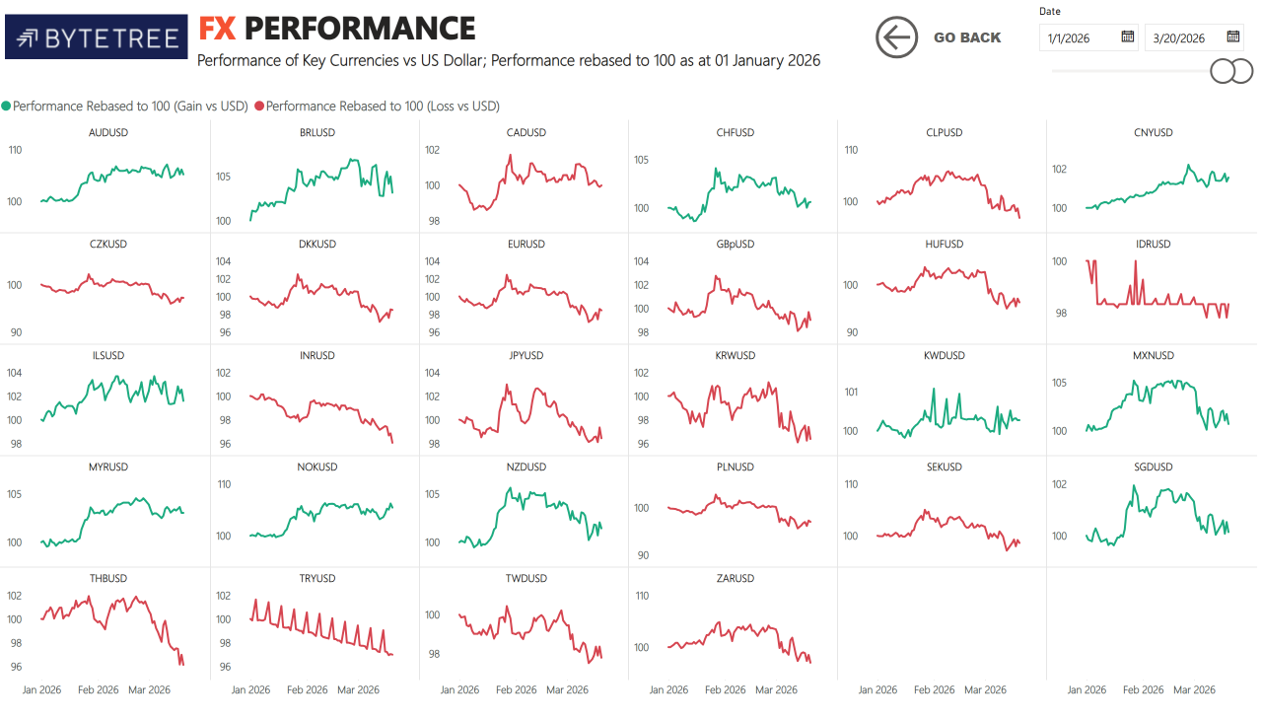 BYTETREE
FX PERFORMANCE
Performance of Key Currencies vs US Dollar; Performance rebased to 100 as at 01 January 2026
GO BACK
Date
1/1/2026
3/20/2026
Performance Rebased to 100 (Gain vs USD) Performance Rebased to 100 (Loss vs USD)
AUDUSD
110
100
BRLUSD
105
100
CADUSD
102
100
98
CHFUSD
105
100
CLPUSD
110
100
CNYUSD
102
100
CZKUSD
100
90
DKKUSD
104
102
100
98
96
EURUSD
104
102
100
98
96
GBpUSD
104
102
100
98
HUFUSD
100
90
IDRUSD
100
98
ILSUSD
104
102
100
98
INRUSD
102
100
98
96
JPYUSD
104
102
100
98
KRWUSD
102
100
98
96
KWDUSD
101
100
MXNUSD
105
100
MYRUSD
105
100
NOKUSD
110
100
NZDUSD
105
100
PLNUSD
100
90
SEKUSD
110
100
SGDUSD
102
100
THBUSD
102
100
98
96
Jan 2026 Feb 2026 Mar 2026
TRYUSD
102
100
98
96
Jan 2026 Feb 2026 Mar 2026
TWDUSD
100
98
Jan 2026 Feb 2026 Mar 2026
ZARUSD
110
100
Jan 2026 Feb 2026 Mar 2026
Jan 2026 Feb 2026 Mar 2026
Jan 2026 Feb 2026 Mar 2026